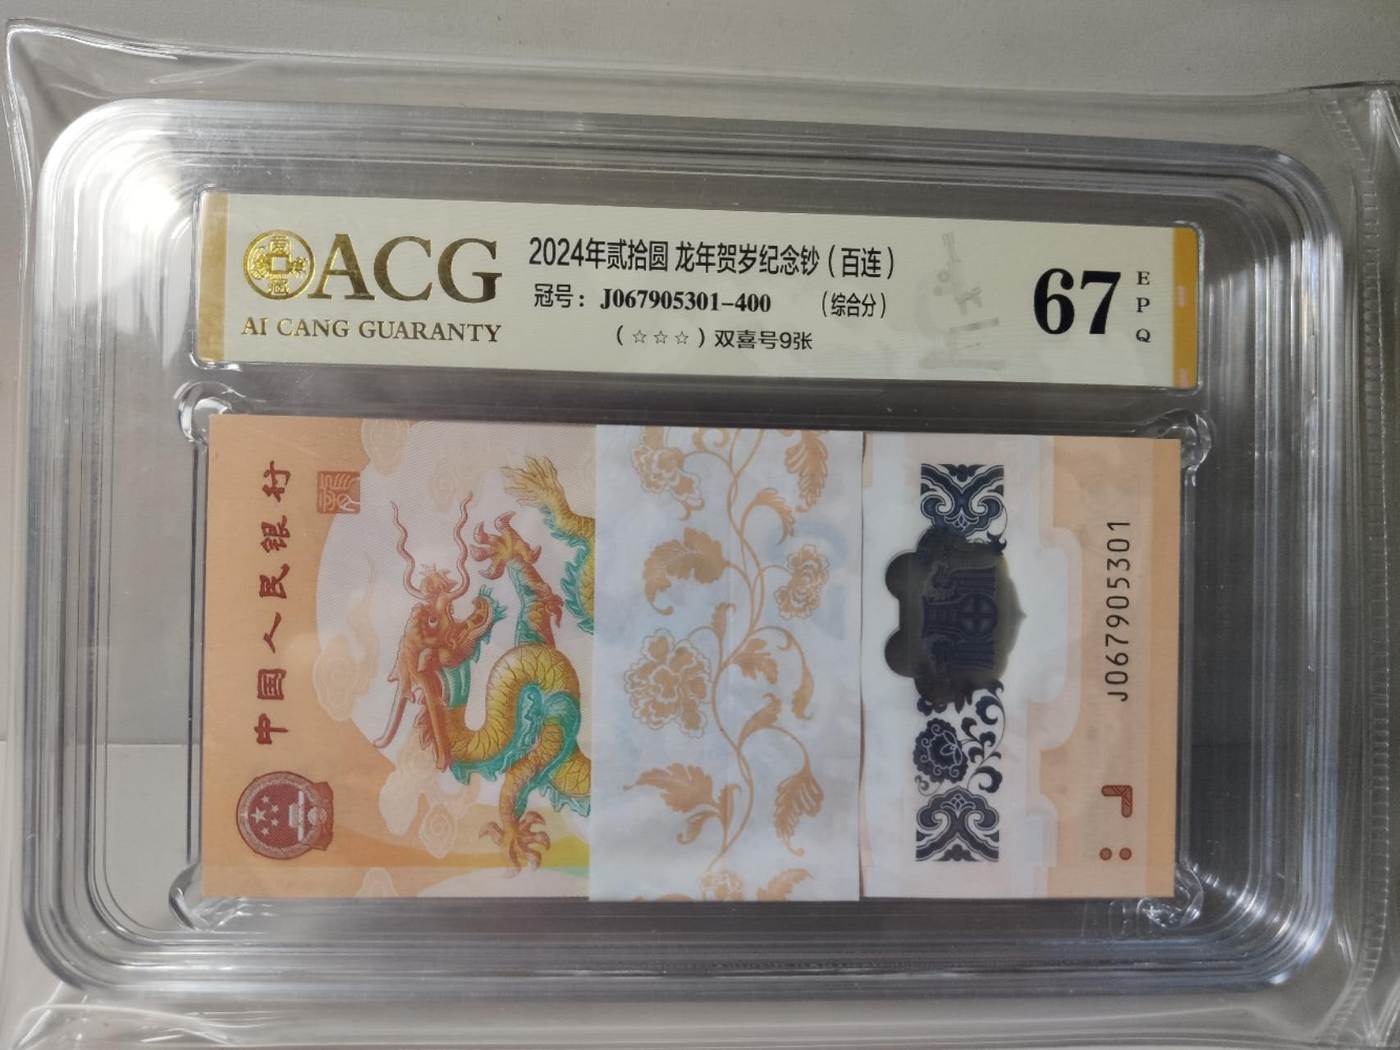 ACG
AI CANG GUARANTY
2024年贰拾圆 龙年贺岁纪念钞（百连）
冠号：J067905301-400 （综合分）
（☆☆☆）双喜号9张
67
EPQ
中国人民银行
J067905301